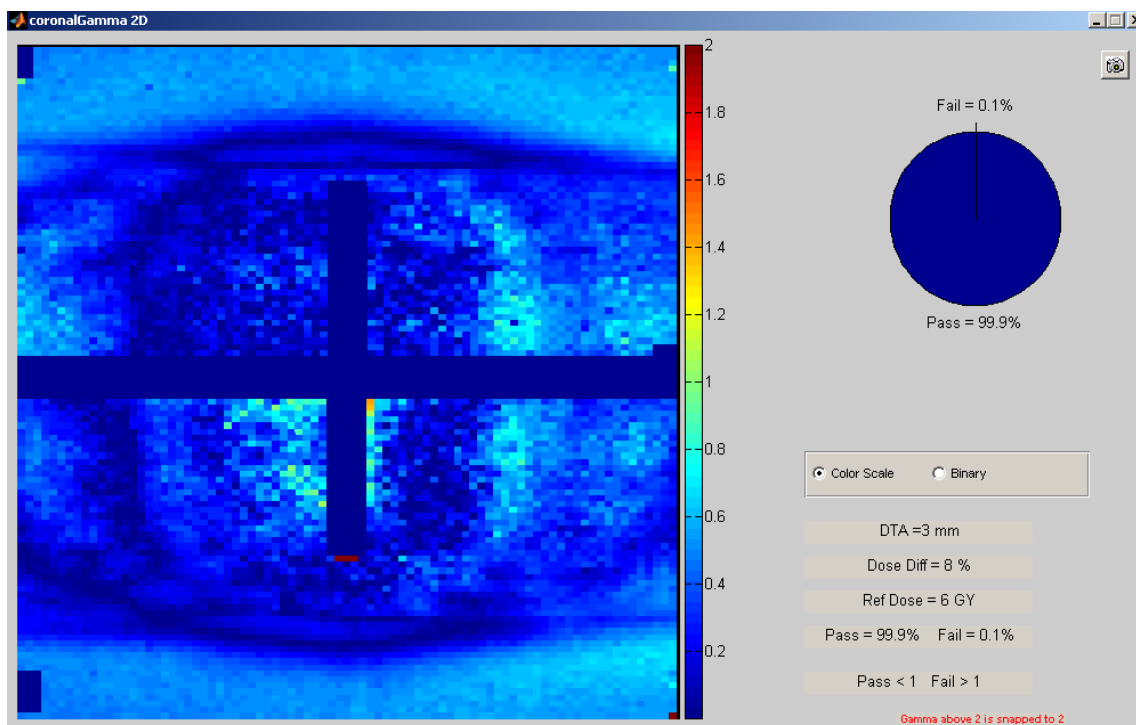 coronalGamma 2D
2
1.8
1.6
1.4
1.2
1
0.8
0.6
0.4
0.2
Fail = 0.1%
Pass = 99.9%
Color Scale Binary
DTA =3 mm
Dose Diff = 8 %
Ref Dose = 6 GY
Pass = 99.9% Fail = 0.1%
Pass < 1 Fail > 1
Gamma above 2 is snapped to 2